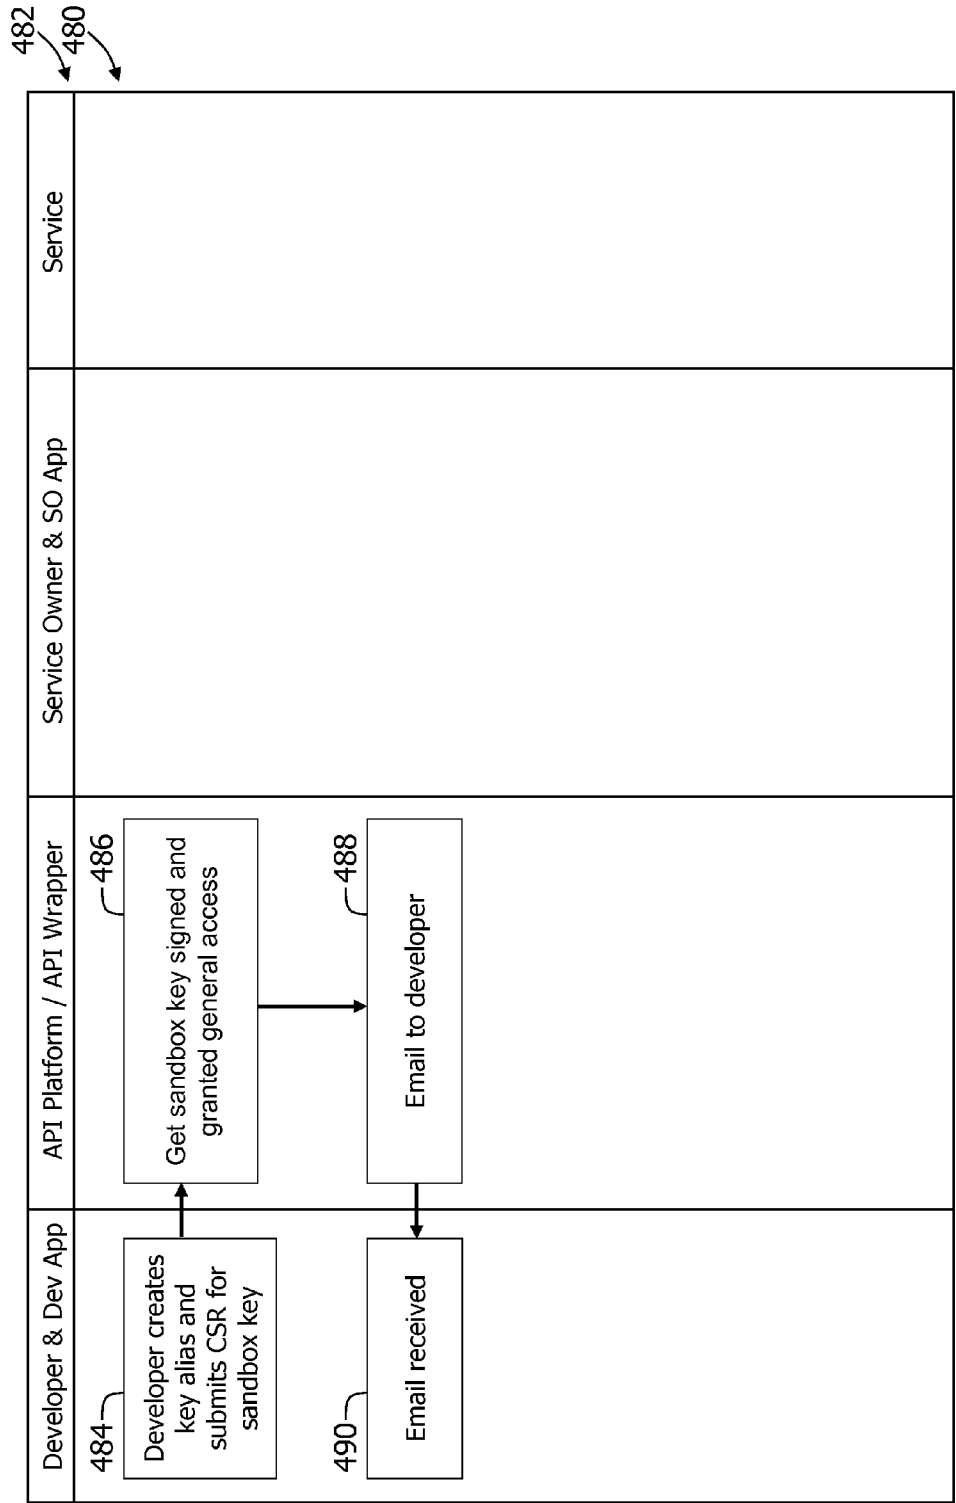 482
480
Developer & Dev App
API Platform / API Wrapper
Service Owner & SO App
Service
484
Developer creates
key alias and
submits CSR for
sandbox key
486
Get sandbox key signed and
granted general access
490
Email received
488
Email to developer